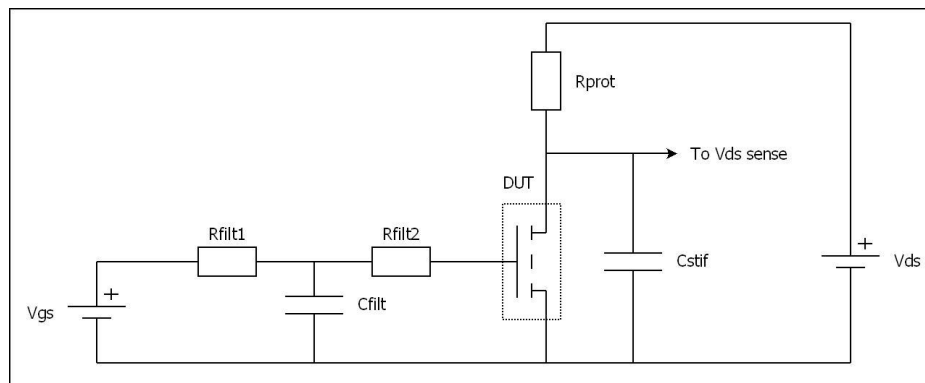 Rprot
To Vds sense
DUT
Rfilt1
Rfilt2
+
Cstif
+
Vds
Cfilt
Vgs